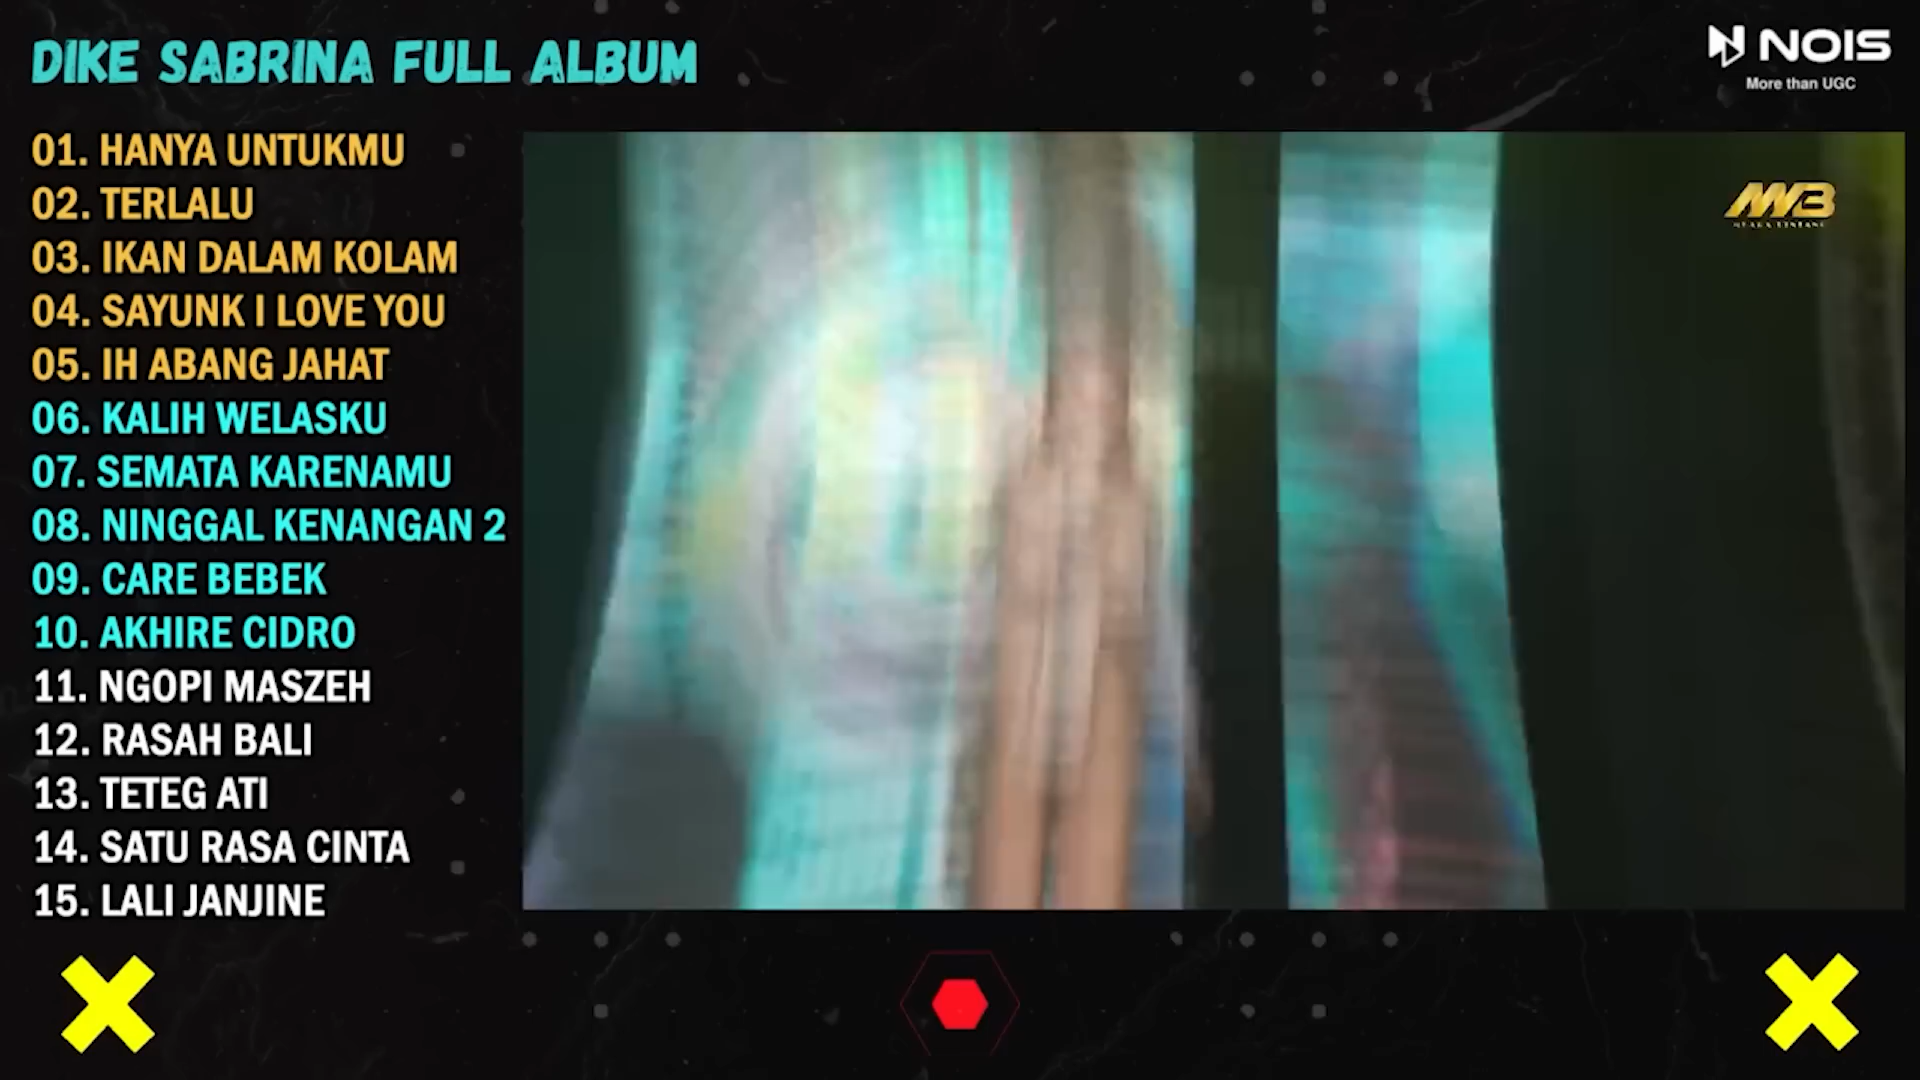 DIKE SABRINA FULL ALBUM
NOIS
More than UGC
01. HANYA UNTUKMU
02. TERLALU
03. IKAN DALAM KOLAM
04. SAYUNK I LOVE YOU
05. IH ABANG JAHAT
06. KALIH WELASKU
07. SEMATA KARENAMU
08. NINGGAL KENANGAN 2
09. CARE BEBEK
10. AKHIRE CIDRO
11. NGOPI MASZEH
12. RASAH BALI
13. TETEG ATI
14. SATU RASA CINTA
15. LALI JANJINE